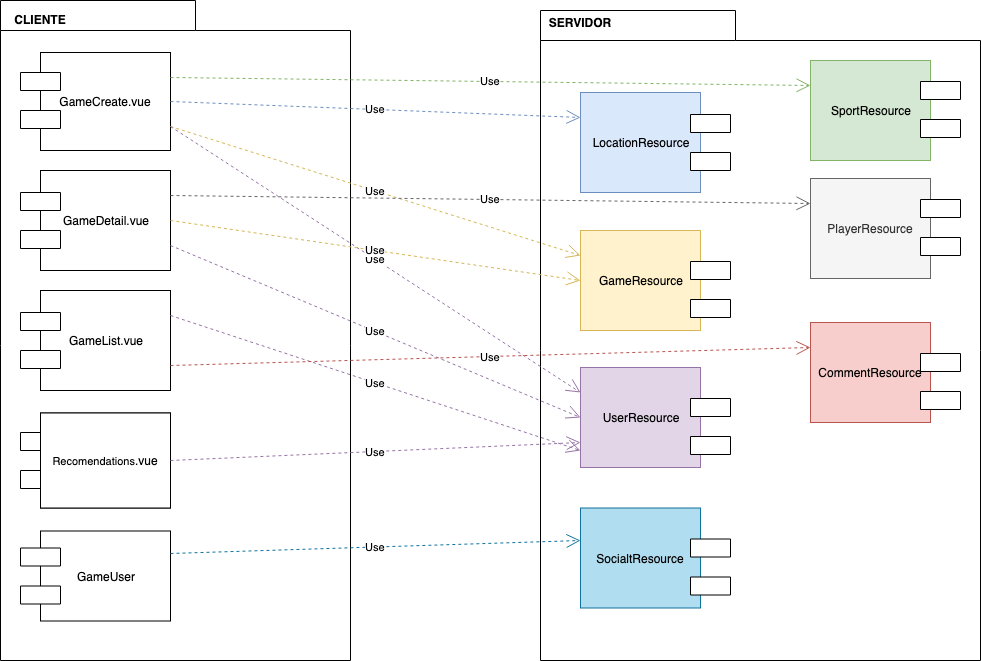 CLIENTE
GameCreate.vue
GameDetail.vue
GameList.vue
Recomendations.vue
GameUser
Use
Use
Use
Use
Use
Use
Use
Use
Use
Use
Use
SERVIDOR
SportResource
LocationResource
PlayerResource
GameResource
CommentResource
UserResource
SocialtResource